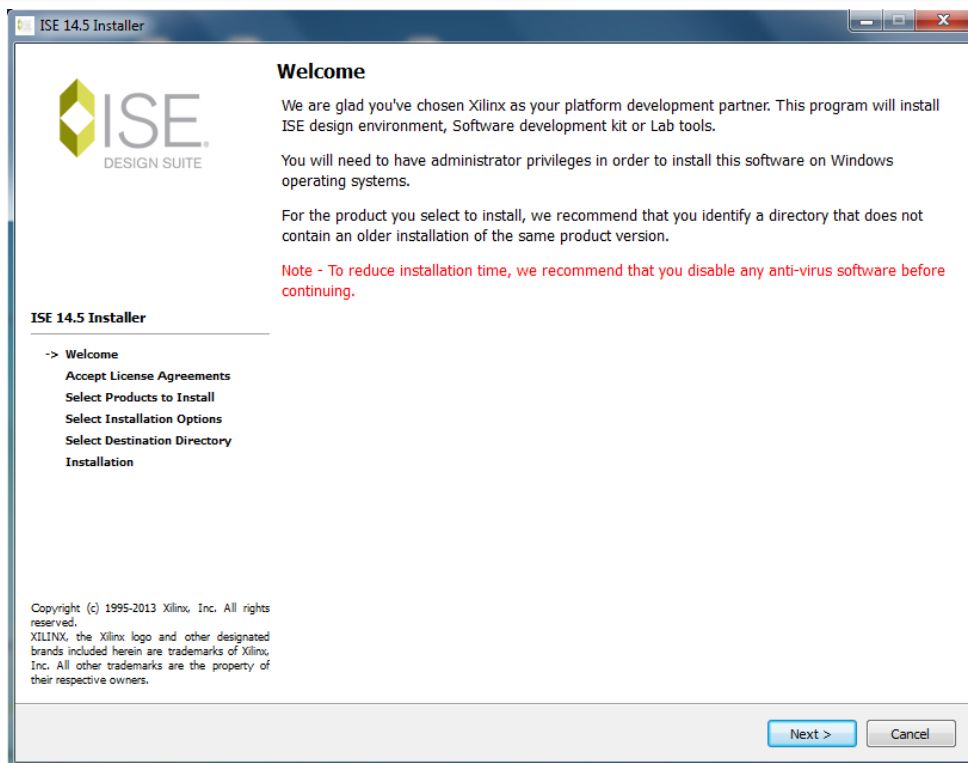 ISE 14.5 Installer
ISE.
DESIGN SUITE
Welcome
We are glad you've chosen Xilinx as your platform development partner. This program will install
ISE design environment, Software development kit or Lab tools.
You will need to have administrator privileges in order to install this software on Windows
operating systems.
For the product you select to install, we recommend that you identify a directory that does not
contain an older installation of the same product version.
Note - To reduce installation time, we recommend that you disable any anti-virus software before
continuing.
ISE 14.5 Installer
-> Welcome
Accept License Agreements
Select Products to Install
Select Installation Options
Select Destination Directory
Installation
Copyright (c) 1995-2013 Xilinx, Inc. All rights
reserved.
XILINX, the Xilinx logo and other designated
brands included herein are trademarks of Xilinx,
Inc. All other trademarks are the property of
their respective owners.
Next >
Cancel